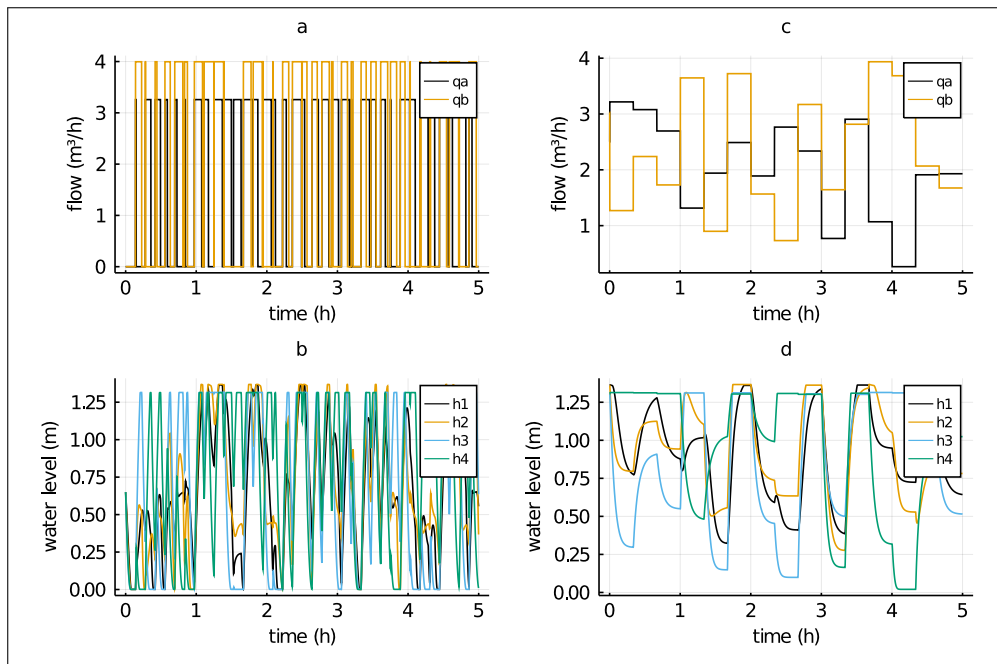 a
flow (m³/h)
4
3
2
1
0
qa
qb
0 1 2 3 4 5
time (h)
c
flow (m³/h)
4
3
2
1
qa
qb
0 1 2 3 4 5
time (h)
b
water level (m)
1.25
1.00
0.75
0.50
0.25
0.00
h1
h2
h3
h4
0 1 2 3 4 5
time (h)
d
water level (m)
1.25
1.00
0.75
0.50
0.25
0.00
h1
h2
h3
h4
0 1 2 3 4 5
time (h)